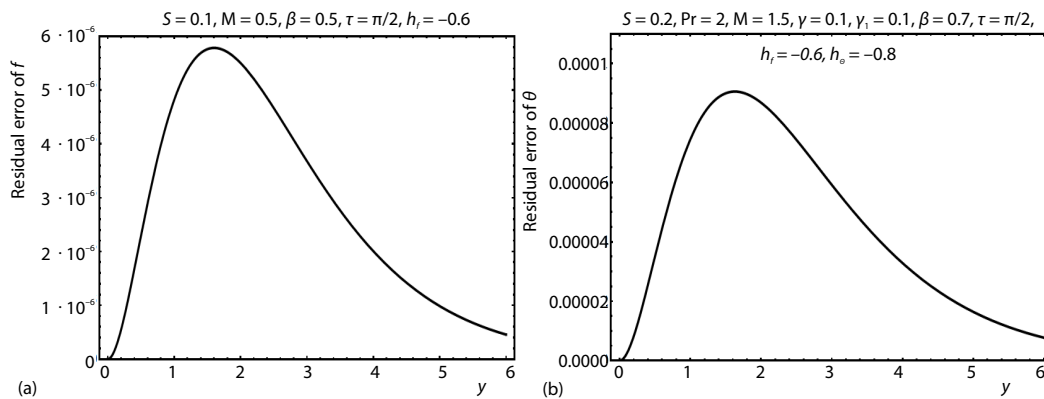 S = 0.1, M = 0.5, β = 0.5, τ = π/2, h_f = –0.6
6 · 10⁻⁶
5 · 10⁻⁶
4 · 10⁻⁶
3 · 10⁻⁶
2 · 10⁻⁶
1 · 10⁻⁶
0
Residual error of f
0 1 2 3 4 5 6
y
(a)
S = 0.2, Pr = 2, M = 1.5, γ = 0.1, γ₁ = 0.1, β = 0.7, τ = π/2,
h_f = –0.6, h_θ = –0.8
0.0001
0.00008
0.00006
0.00004
0.00002
0.0000
Residual error of θ
0 1 2 3 4 5 6
y
(b)